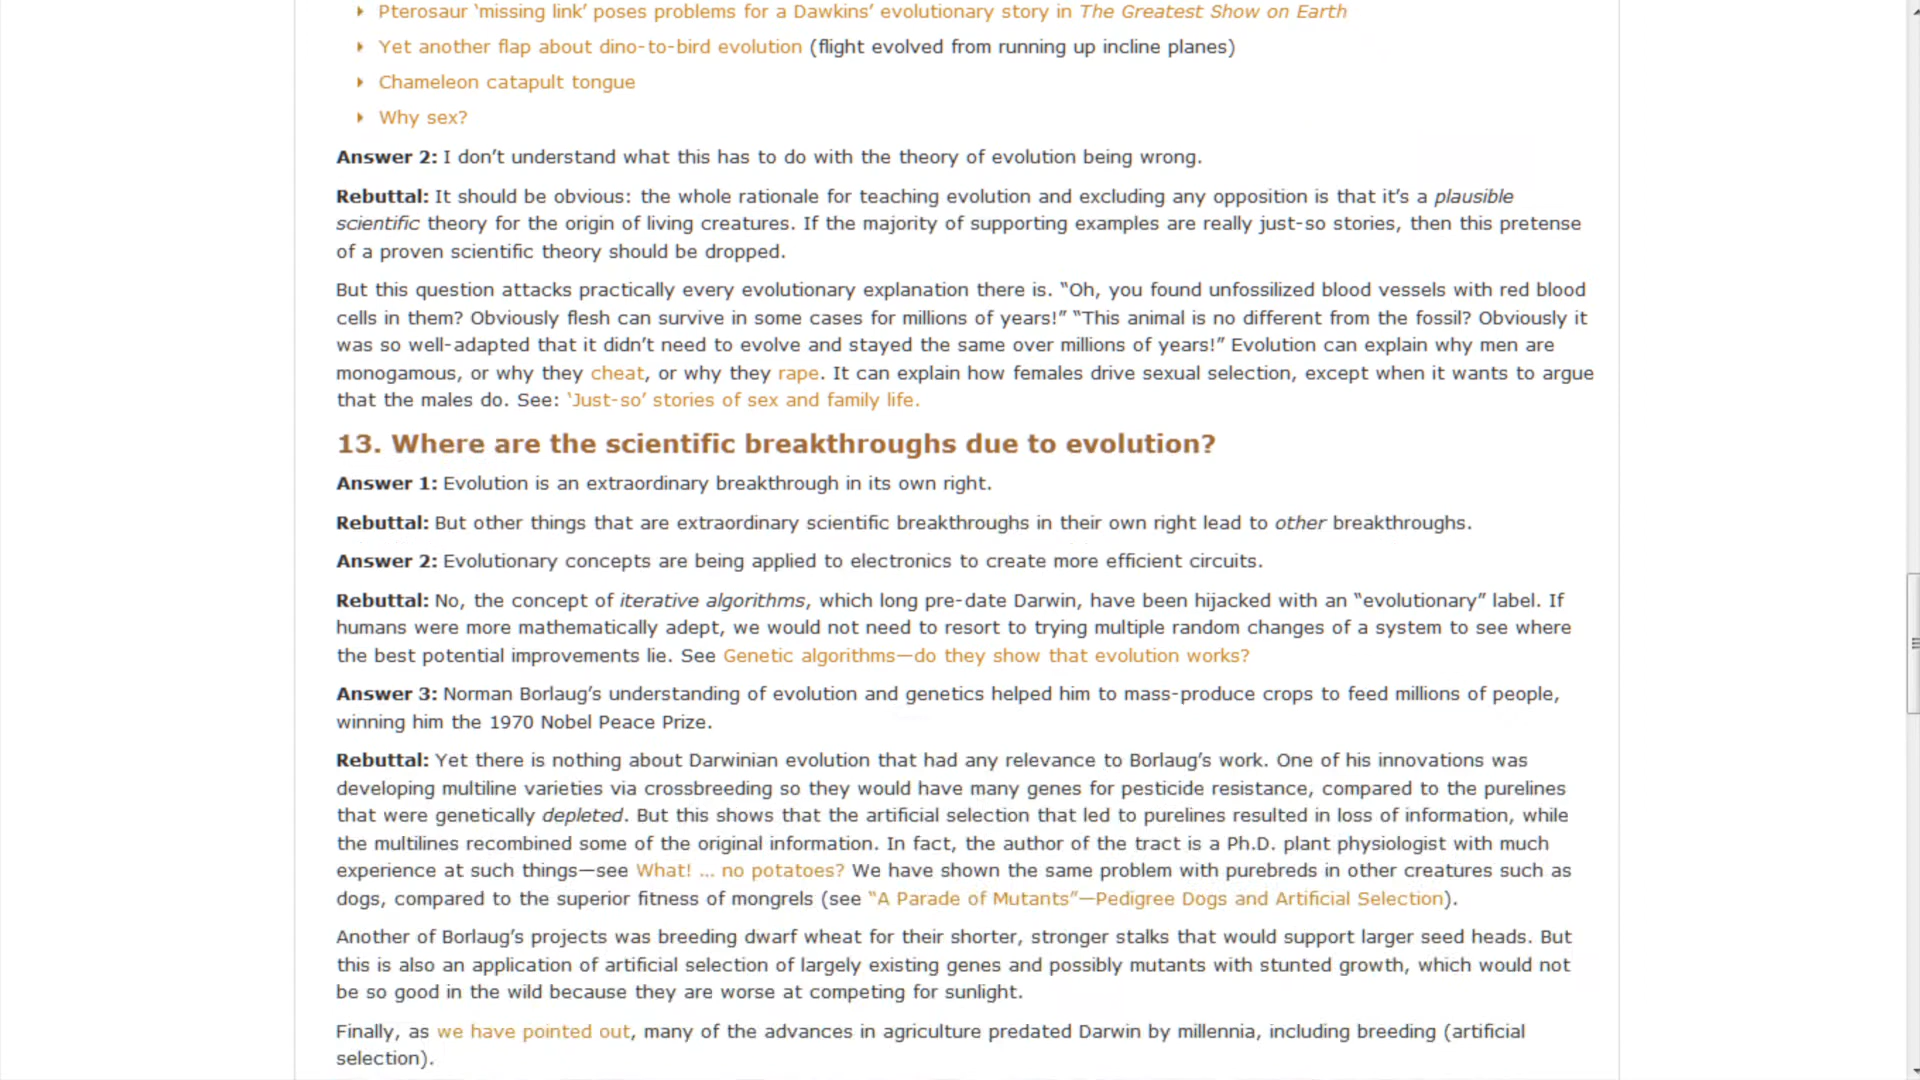 Pterosaur ‘missing link’ poses problems for a Dawkins’ evolutionary story in The Greatest Show on Earth
Yet another flap about dino-to-bird evolution (flight evolved from running up incline planes)
Chameleon catapult tongue
Why sex?
Answer 2: I don’t understand what this has to do with the theory of evolution being wrong.
Rebuttal: It should be obvious: the whole rationale for teaching evolution and excluding any opposition is that it’s a plausible
scientific theory for the origin of living creatures. If the majority of supporting examples are really just-so stories, then this pretense
of a proven scientific theory should be dropped.
But this question attacks practically every evolutionary explanation there is. “Oh, you found unfossilized blood vessels with red blood
cells in them? Obviously flesh can survive in some cases for millions of years!” “This animal is no different from the fossil? Obviously it
was so well-adapted that it didn’t need to evolve and stayed the same over millions of years!” Evolution can explain why men are
monogamous, or why they cheat, or why they rape. It can explain how females drive sexual selection, except when it wants to argue
that the males do. See: ‘Just-so’ stories of sex and family life.
13. Where are the scientific breakthroughs due to evolution?
Answer 1: Evolution is an extraordinary breakthrough in its own right.
Rebuttal: But other things that are extraordinary scientific breakthroughs in their own right lead to other breakthroughs.
Answer 2: Evolutionary concepts are being applied to electronics to create more efficient circuits.
Rebuttal: No, the concept of iterative algorithms, which long pre-date Darwin, have been hijacked with an “evolutionary” label. If
humans were more mathematically adept, we would not need to resort to trying multiple random changes of a system to see where
the best potential improvements lie. See Genetic algorithms—do they show that evolution works?
Answer 3: Norman Borlaug’s understanding of evolution and genetics helped him to mass-produce crops to feed millions of people,
winning him the 1970 Nobel Peace Prize.
Rebuttal: Yet there is nothing about Darwinian evolution that had any relevance to Borlaug’s work. One of his innovations was
developing multiline varieties via crossbreeding so they would have many genes for pesticide resistance, compared to the purelines
that were genetically depleted. But this shows that the artificial selection that led to purelines resulted in loss of information, while
the multilines recombined some of the original information. In fact, the author of the tract is a Ph.D. plant physiologist with much
experience at such things—see What! ... no potatoes? We have shown the same problem with purebreds in other creatures such as
dogs, compared to the superior fitness of mongrels (see “A Parade of Mutants”—Pedigree Dogs and Artificial Selection).
Another of Borlaug’s projects was breeding dwarf wheat for their shorter, stronger stalks that would support larger seed heads. But
this is also an application of artificial selection of largely existing genes and possibly mutants with stunted growth, which would not
be so good in the wild because they are worse at competing for sunlight.
Finally, as we have pointed out, many of the advances in agriculture predated Darwin by millennia, including breeding (artificial
selection).